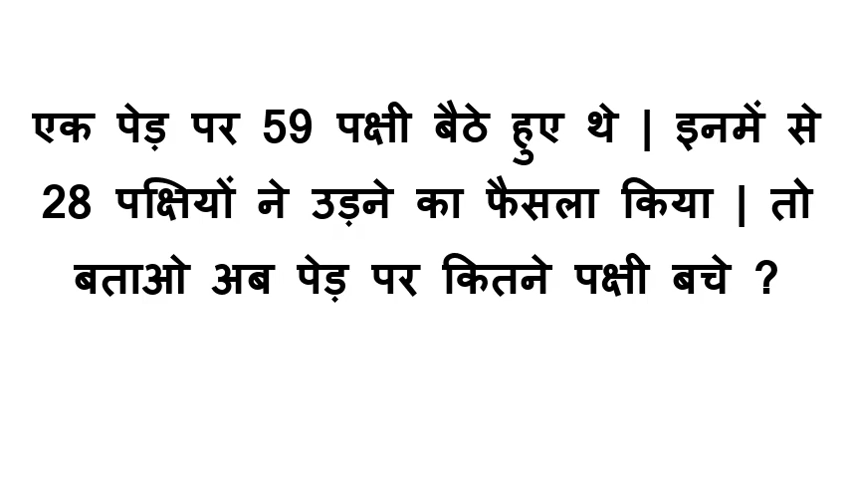 एक पेड़ पर 59 पक्षी बैठे हुए थे | इनमें से
28 पक्षियों ने उड़ने का फैसला किया | तो
बताओ अब पेड़ पर कितने पक्षी बचे ?